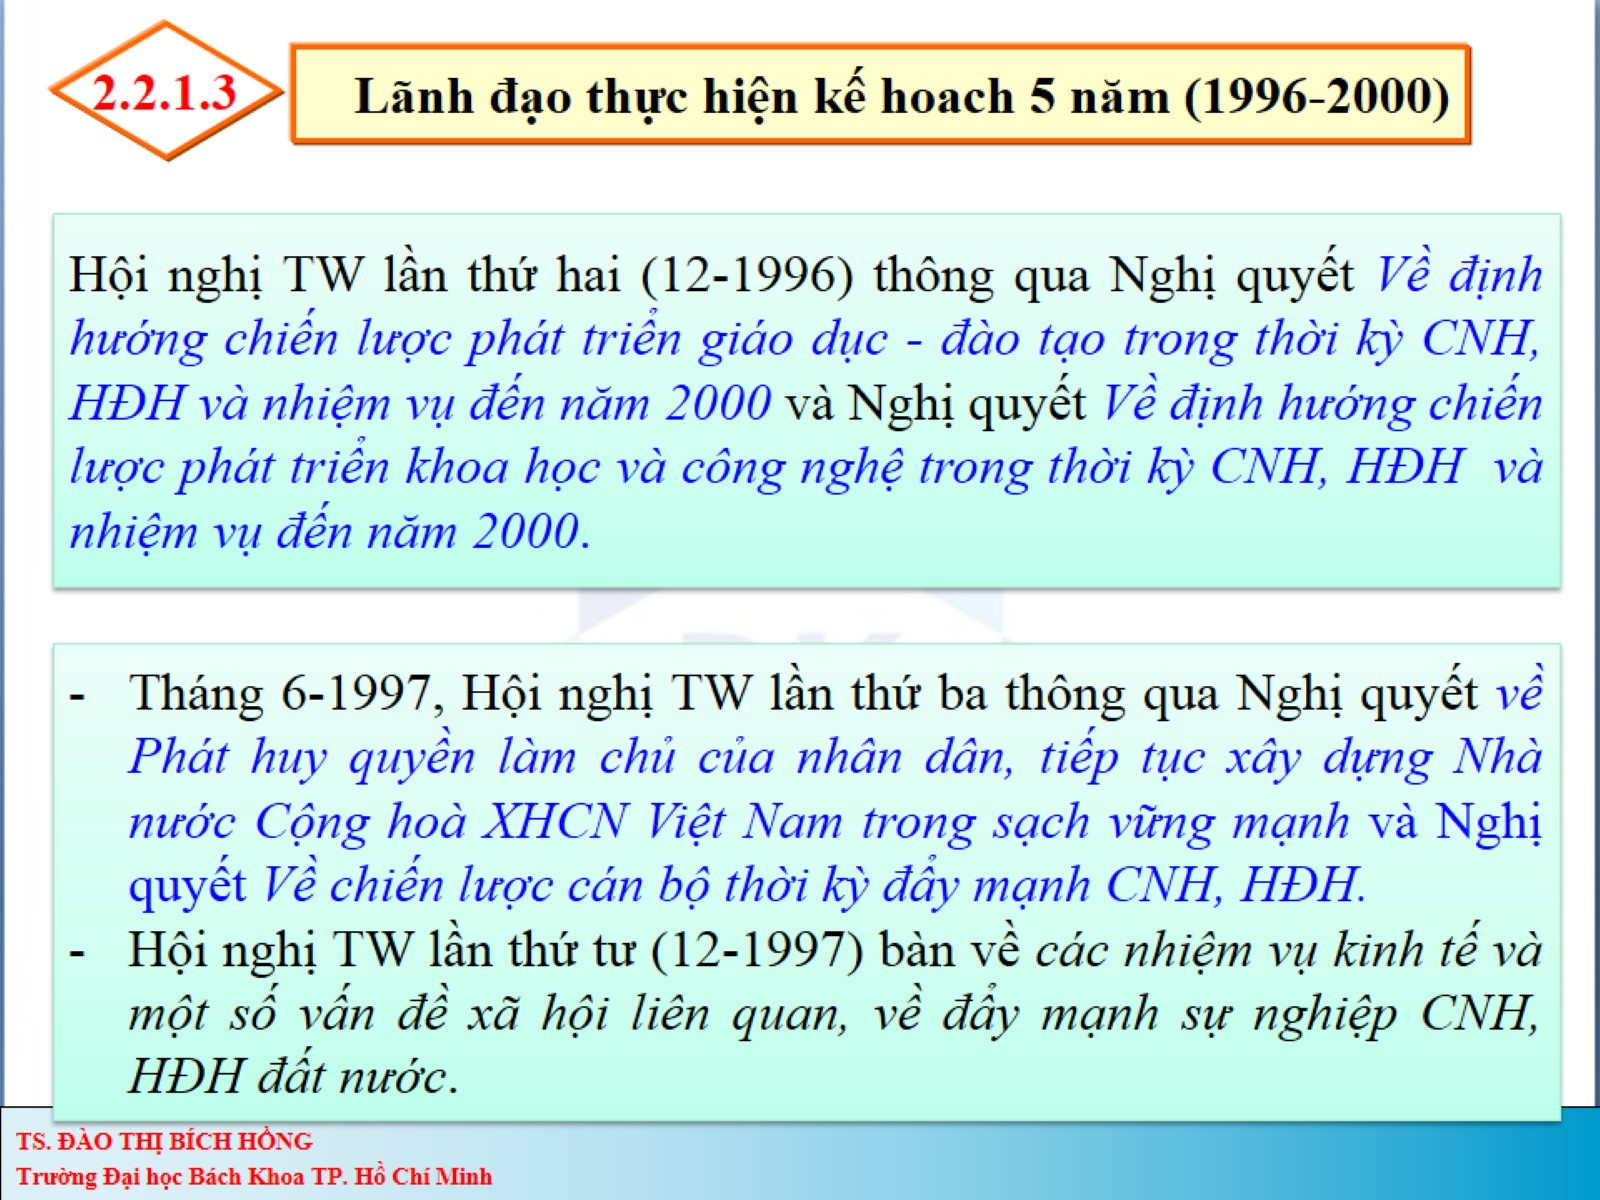 2.2.1.3
Lãnh đạo thực hiện kế hoach 5 năm (1996-2000)
Hội nghị TW lần thứ hai (12-1996) thông qua Nghị quyết Về định
hướng chiến lược phát triển giáo dục - đào tạo trong thời kỳ CNH,
HĐH và nhiệm vụ đến năm 2000 và Nghị quyết Về định hướng chiến
lược phát triển khoa học và công nghệ trong thời kỳ CNH, HĐH và
nhiệm vụ đến năm 2000.
- Tháng 6-1997, Hội nghị TW lần thứ ba thông qua Nghị quyết về
Phát huy quyền làm chủ của nhân dân, tiếp tục xây dựng Nhà
nước Cộng hoà XHCN Việt Nam trong sạch vững mạnh và Nghị
quyết Về chiến lược cán bộ thời kỳ đẩy mạnh CNH, HĐH.
- Hội nghị TW lần thứ tư (12-1997) bàn về các nhiệm vụ kinh tế và
một số vấn đề xã hội liên quan, về đẩy mạnh sự nghiệp CNH,
HĐH đất nước.
TS. ĐÀO THỊ BÍCH HỒNG
Trường Đại học Bách Khoa TP. Hồ Chí Minh